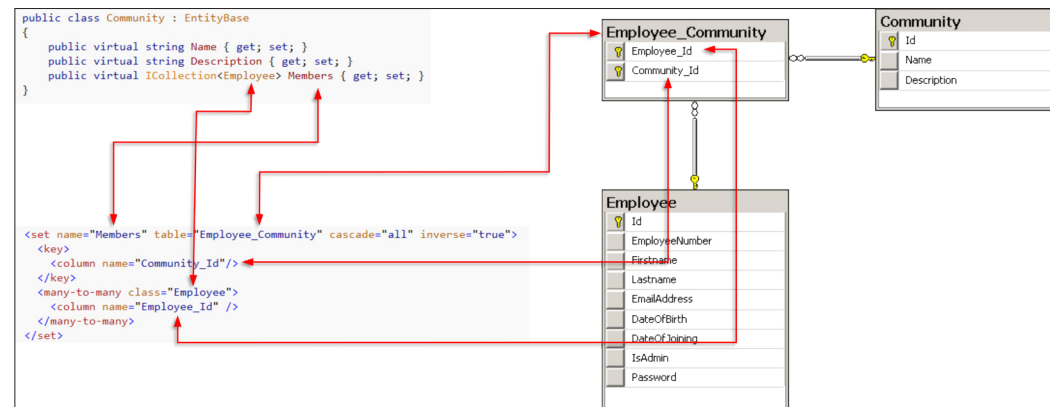 public class Community : EntityBase
{
    public virtual string Name { get; set; }
    public virtual string Description { get; set; }
    public virtual ICollection<Employee> Members { get; set; }
}
<set name="Members" table="Employee_Community" cascade="all" inverse="true">
  <key>
    <column name="Community_Id"/>
  </key>
  <many-to-many class="Employee">
    <column name="Employee_Id" />
  </many-to-many>
</set>
Employee_Community
Employee_Id
Community_Id
Community
Id
Name
Description
Employee
Id
EmployeeNumber
Firstname
Lastname
EmailAddress
DateOfBirth
DateOfJoining
IsAdmin
Password